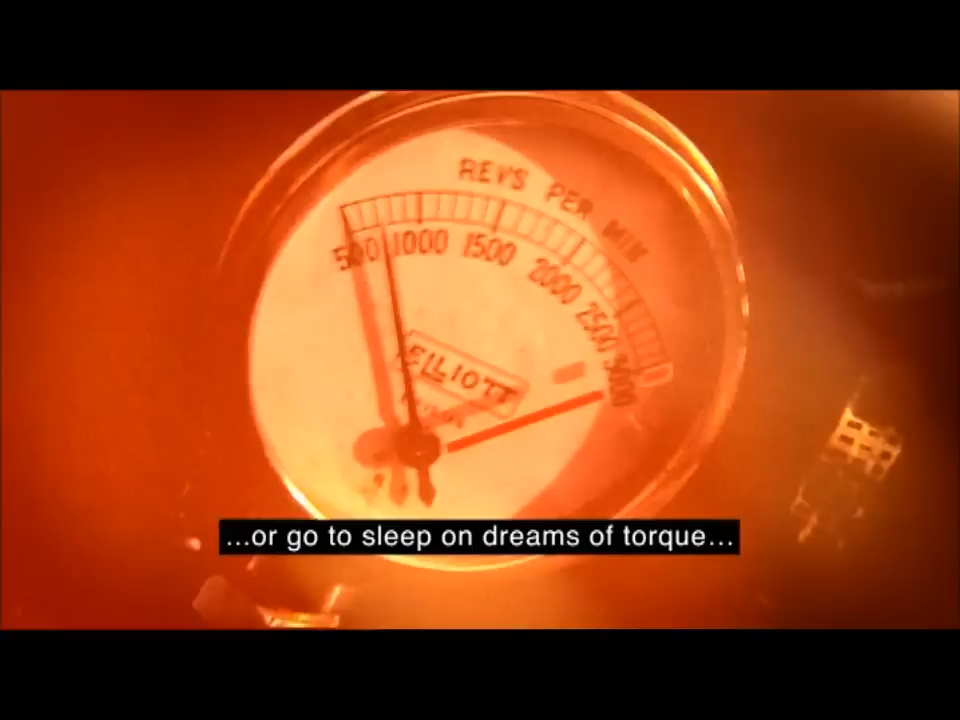 REVS PER MIN
500 1000 1500 2000 2500 3000
ELLIOTT
...or go to sleep on dreams of torque...